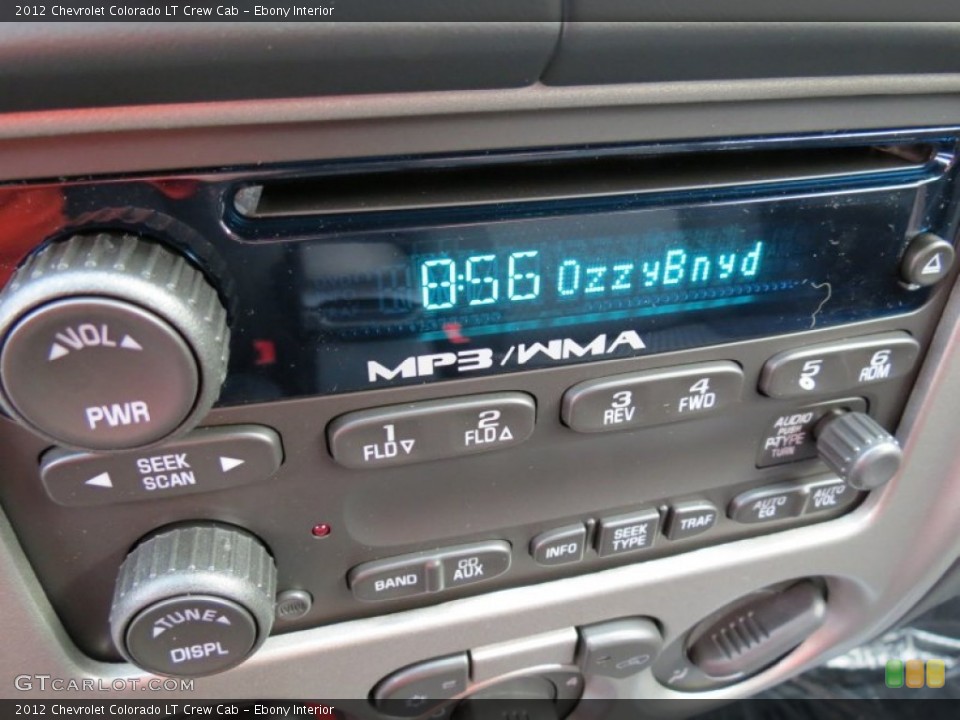 2012 Chevrolet Colorado LT Crew Cab - Ebony Interior
8:56 OzzyBnyd
MP3/WMA
VOL
PWR
SEEK
SCAN
1
FLD
2
FLD
3
REV
4
FWD
5
6
RDM
AUDIO
PUSH
P-TYPE
TURN
AUTO
EQ
AUTO
VOL
INFO
SEEK
TYPE
TRAF
BAND
CD
AUX
TUNE
DISPL
GTCarLot.com
2012 Chevrolet Colorado LT Crew Cab - Ebony Interior